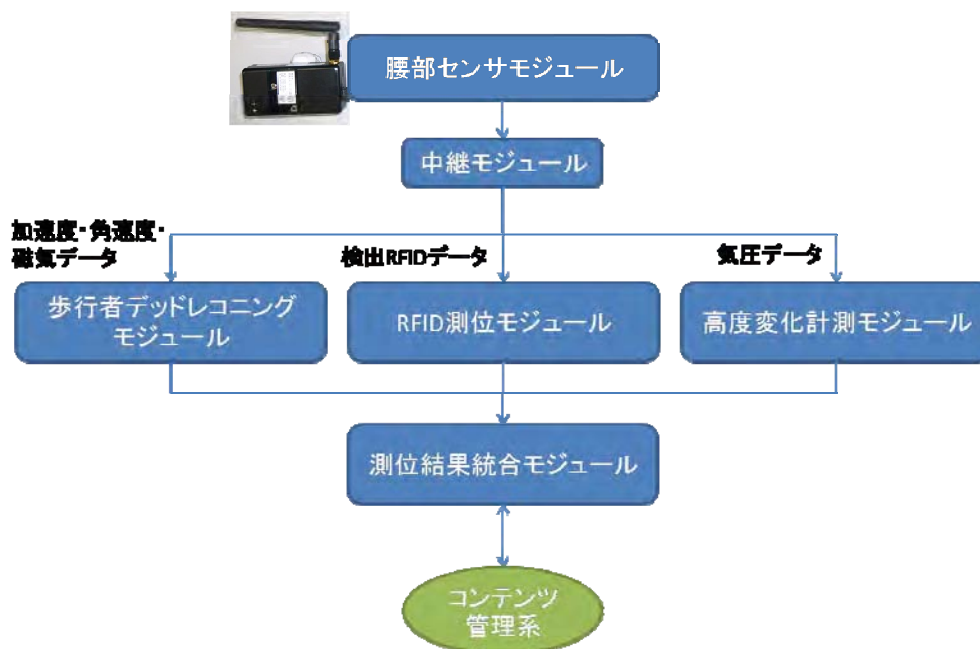 腰部センサモジュール
中継モジュール
加速度・角速度・
磁気データ
検出RFIDデータ
気圧データ
歩行者デッドレコニング
モジュール
RFID測位モジュール
高度変化計測モジュール
測位結果統合モジュール
コンテンツ
管理系